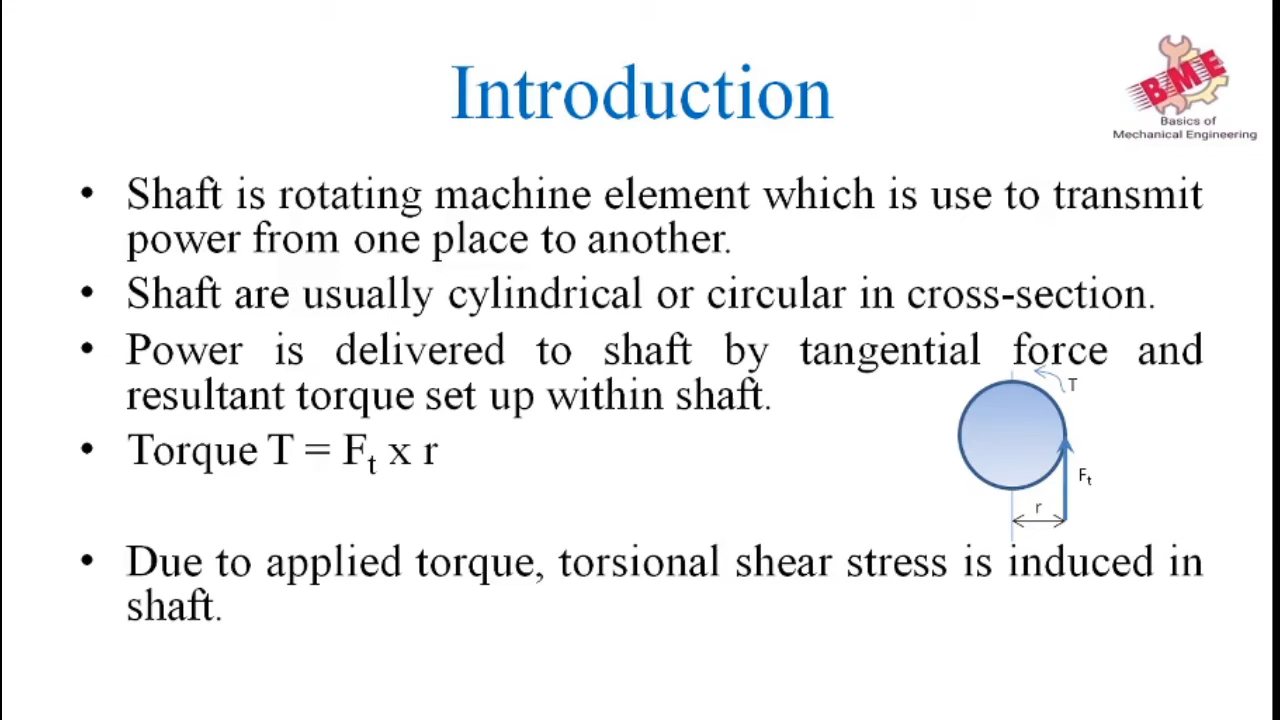 Introduction
BME
Basics of
Mechanical Engineering
• Shaft is rotating machine element which is use to transmit
power from one place to another.
• Shaft are usually cylindrical or circular in cross-section.
• Power is delivered to shaft by tangential force and
resultant torque set up within shaft.
T
• Torque T = Fₜ x r
Fₜ
r
• Due to applied torque, torsional shear stress is induced in
shaft.